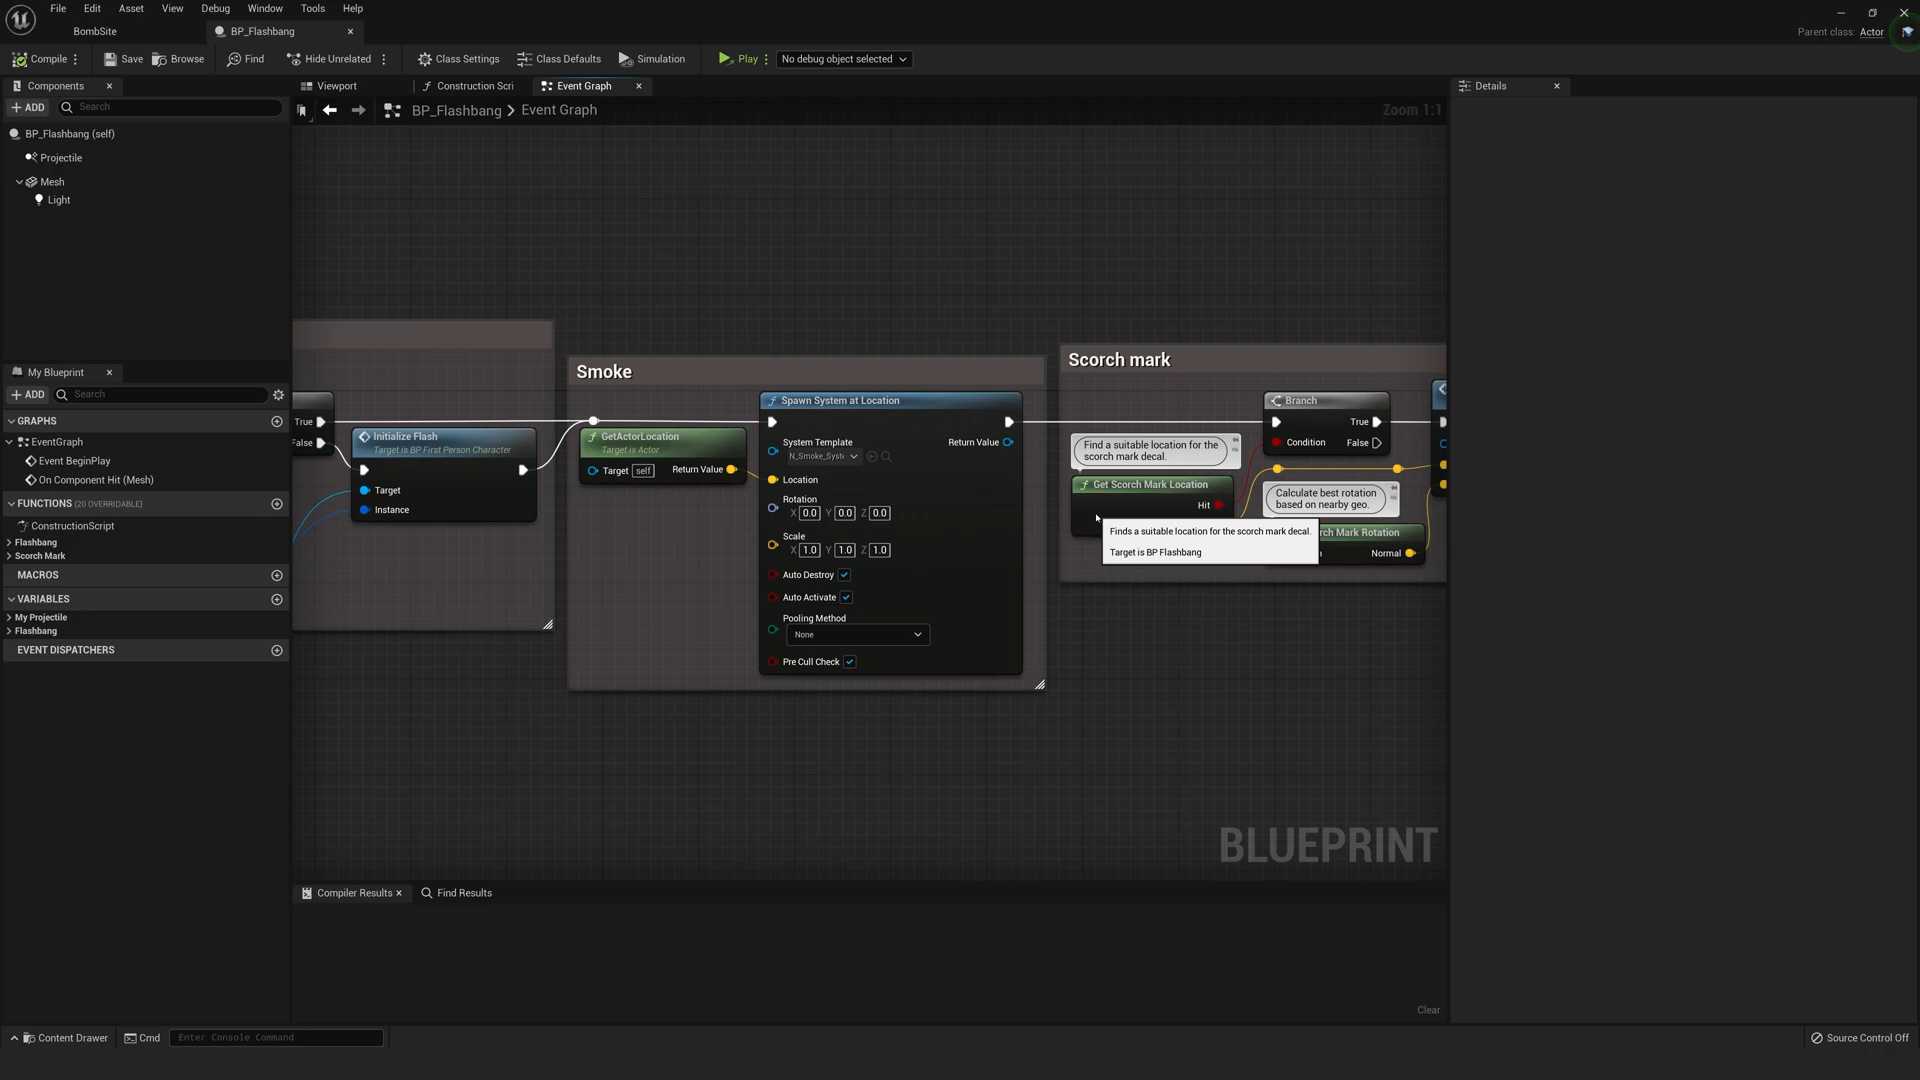 File Edit Asset View Debug Window Tools Help
BombSite
BP_Flashbang
Parent class: Actor
Compile
Save
Browse
Find
Hide Unrelated
Class Settings
Class Defaults
Simulation
Play
No debug object selected
Components
Viewport
Construction Scri
Event Graph
Details
ADD
Search
BP_Flashbang > Event Graph
Zoom 1:1
BP_Flashbang (self)
Projectile
Mesh
Light
My Blueprint
ADD
Search
GRAPHS
EventGraph
Event BeginPlay
On Component Hit (Mesh)
FUNCTIONS (20 OVERRIDABLE)
ConstructionScript
Flashbang
Scorch Mark
MACROS
VARIABLES
My Projectile
Flashbang
EVENT DISPATCHERS
True
False
Initialize Flash
Target is BP First Person Character
Target
Instance
Smoke
GetActorLocation
Target is Actor
Target self
Return Value
Spawn System at Location
System Template
N_Smoke_Syst
Return Value
Location
Rotation
X 0.0 Y 0.0 Z 0.0
Scale
X 1.0 Y 1.0 Z 1.0
Auto Destroy
Auto Activate
Pooling Method
None
Pre Cull Check
Scorch mark
Find a suitable location for the
scorch mark decal.
Get Scorch Mark Location
Hit
Branch
True
Condition
False
Calculate best rotation
based on nearby geo.
rch Mark Rotation
Normal
Finds a suitable location for the scorch mark decal.
Target is BP Flashbang
BLUEPRINT
Compiler Results
Find Results
Clear
Content Drawer
Cmd
Enter Console Command
Source Control Off